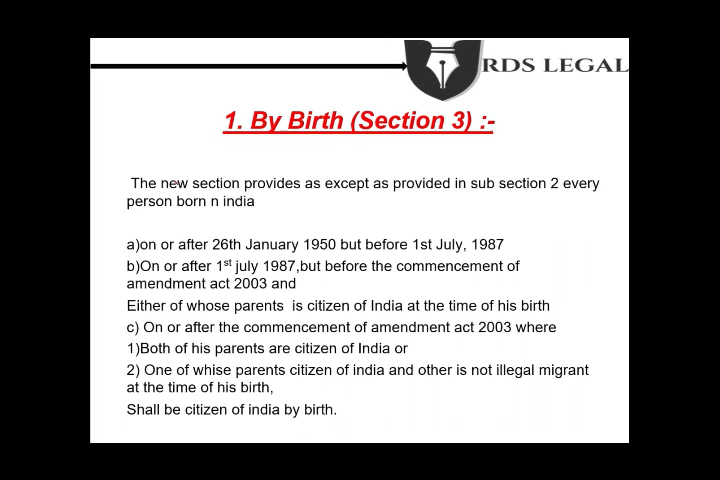 RDS LEGAL
1. By Birth (Section 3) :-
The new section provides as except as provided in sub section 2 every
person born n india
a)on or after 26th January 1950 but before 1st July, 1987
b)On or after 1st july 1987,but before the commencement of
amendment act 2003 and
Either of whose parents is citizen of India at the time of his birth
c) On or after the commencement of amendment act 2003 where
1)Both of his parents are citizen of India or
2) One of whise parents citizen of india and other is not illegal migrant
at the time of his birth,
Shall be citizen of india by birth.